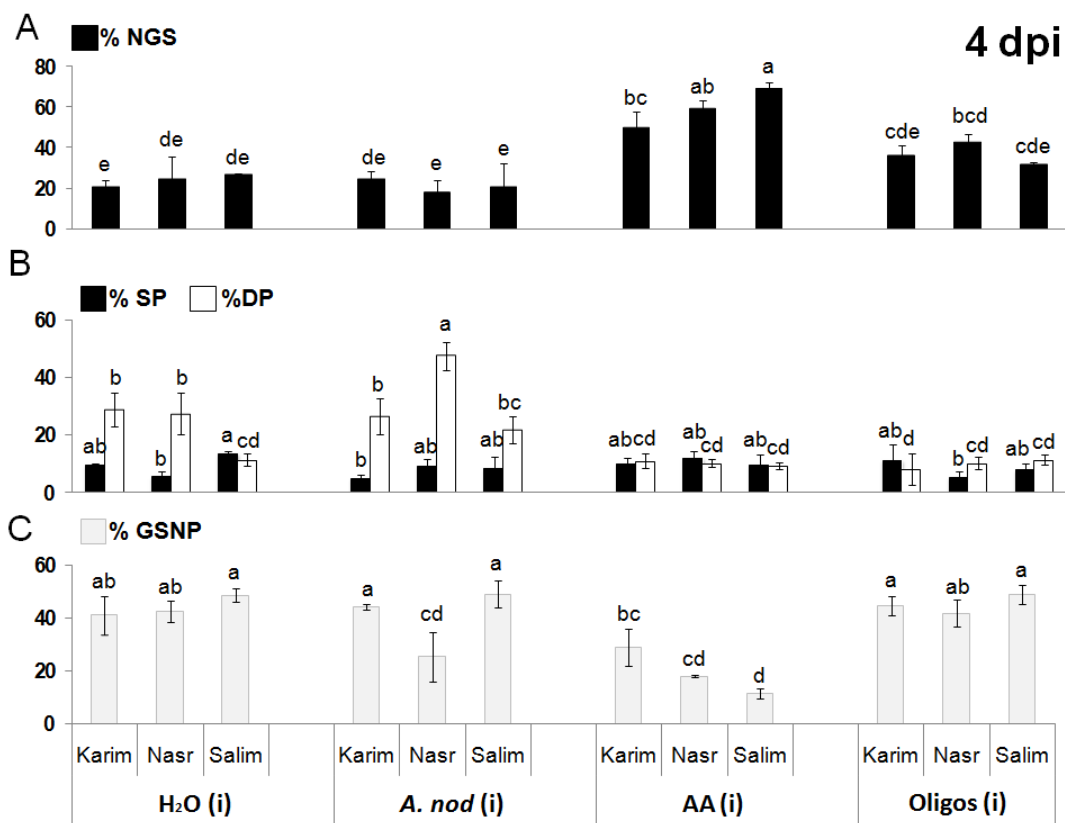 A
% NGS
4 dpi
80
60
40
20
0
e de de de e e bc ab a cde bcd cde
B
% SP %DP
60
40
20
0
ab b b b a cd b b ab a ab bc ab cd ab cd ab cd ab d b cd ab cd
C
% GSNP
60
40
20
0
ab ab a a cd a bc cd d a ab a
Karim Nasr Salim Karim Nasr Salim Karim Nasr Salim Karim Nasr Salim
H₂O (i) A. nod (i) AA (i) Oligos (i)